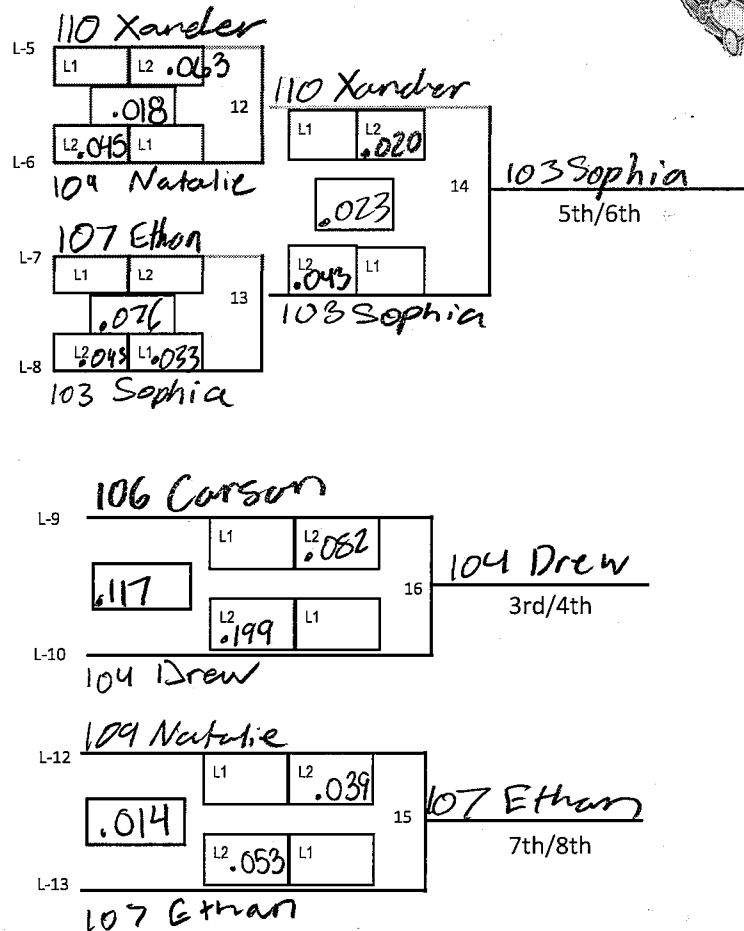 110 Xander
L-5
L1 L2 .063
.018 12
L2 .045 L1
L-6
109 Natalie
110 Xander
L1 L2 .020
.023 14
L2 .043 L1
103 Sophia
103 Sophia
5th/6th
107 Ethan
L-7
L1 L2
.076 13
L2 .045 L1 .033
L-8
103 Sophia
106 Carson
L-9
L1 L2 .082
.117 16
L2 .199 L1
L-10
104 Drew
104 Drew
3rd/4th
109 Natalie
L-12
L1 L2 .039
.014 15
L2 .053 L1
L-13
107 Ethan
107 Ethan
7th/8th